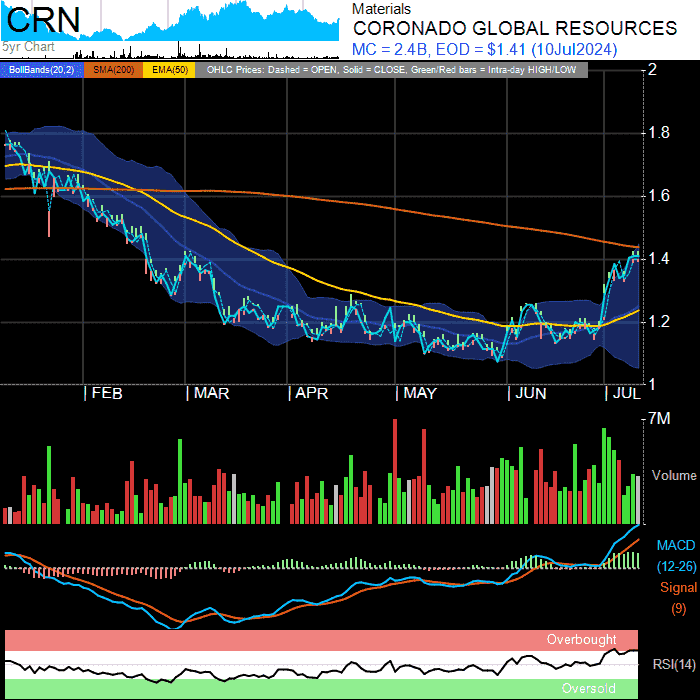 CRN
5yr Chart
Materials
CORONADO GLOBAL RESOURCES
MC = 2.4B, EOD = $1.41 (10Jul2024)
BollBands(20,2) SMA(200) EMA(50) OHLC Prices: Dashed = OPEN, Solid = CLOSE, Green/Red bars = Intra-day HIGH/LOW
2
1.8
1.6
1.4
1.2
1
FEB MAR APR MAY JUN JUL
7M
Volume
MACD
(12-26)
Signal
(9)
Overbought
RSI(14)
Oversold